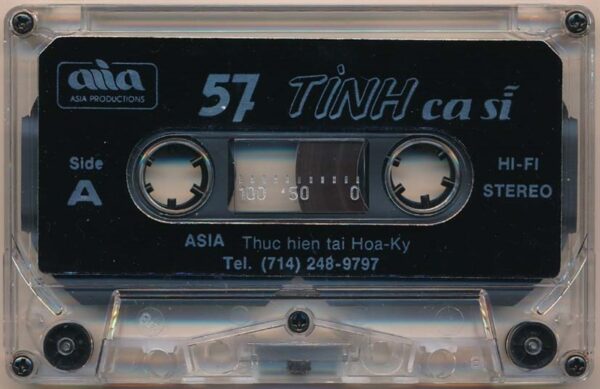 asia
ASIA PRODUCTIONS
57 TÌNH ca sĩ
Side
A
HI-FI
STEREO
100 50 0
ASIA Thuc hien tai Hoa-Ky
Tel. (714) 248-9797